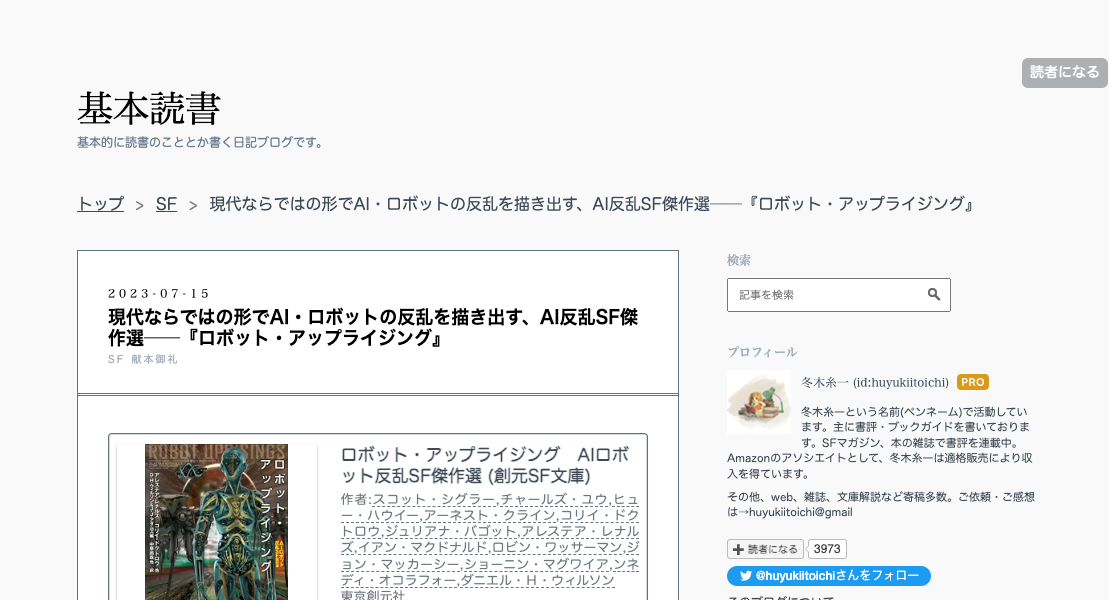 読者になる
基本読書
基本的に読書のこととか書く日記ブログです。
トップ > SF > 現代ならではの形でAI・ロボットの反乱を描き出す、AI反乱SF傑作選──『ロボット・アップライジング』
2023-07-15
現代ならではの形でAI・ロボットの反乱を描き出す、AI反乱SF傑
作選──『ロボット・アップライジング』
SF 献本御礼
ROBOT UPRISINGS
ロボット・
アップライジング
ロボット・アップライジング　AIロボ
ット反乱SF傑作選 (創元SF文庫)
作者:スコット・シグラー,チャールズ・ユウ,ヒュ
ー・ハウイー,アーネスト・クライン,コリイ・ドク
トロウ,ジュリアナ・バゴット,アレステア・レナル
ズ,イアン・マクドナルド,ロビン・ワッサーマン,ジ
ョン・マッカーシー,ショーニン・マグワイア,ンネ
ディ・オコラフォー,ダニエル・H・ウィルソン
東京創元社
検索
記事を検索
プロフィール
冬木糸一 (id:huyukiitoichi) PRO
冬木糸一という名前(ペンネーム)で活動してい
ます。主に書評・ブックガイドを書いておりま
す。SFマガジン、本の雑誌で書評を連載中。
Amazonのアソシエイトとして、冬木糸一は適格販売により収
入を得ています。
その他、web、雑誌、文庫解説など寄稿多数。ご依頼・ご感想
は→huyukiitoichi@gmail
読者になる 3973
@huyukiitoichiさんをフォロー
このブログについて